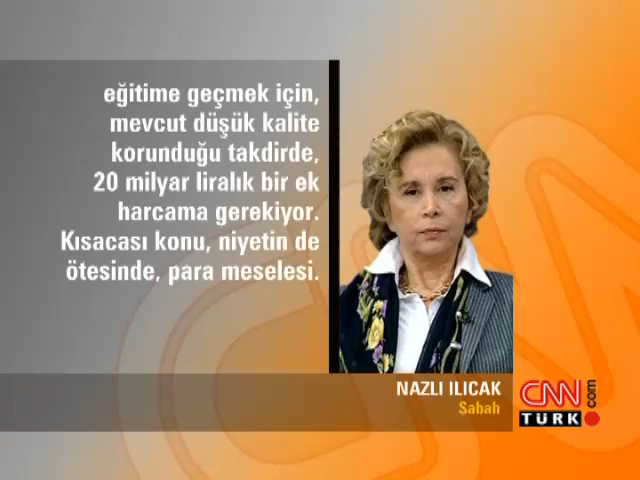 eğitime geçmek için,
mevcut düşük kalite
korunduğu takdirde,
20 milyar liralık bir ek
harcama gerekiyor.
Kısacası konu, niyetin de
ötesinde, para meselesi.
NAZLI ILICAK
Sabah
CNN
TÜRK
.com